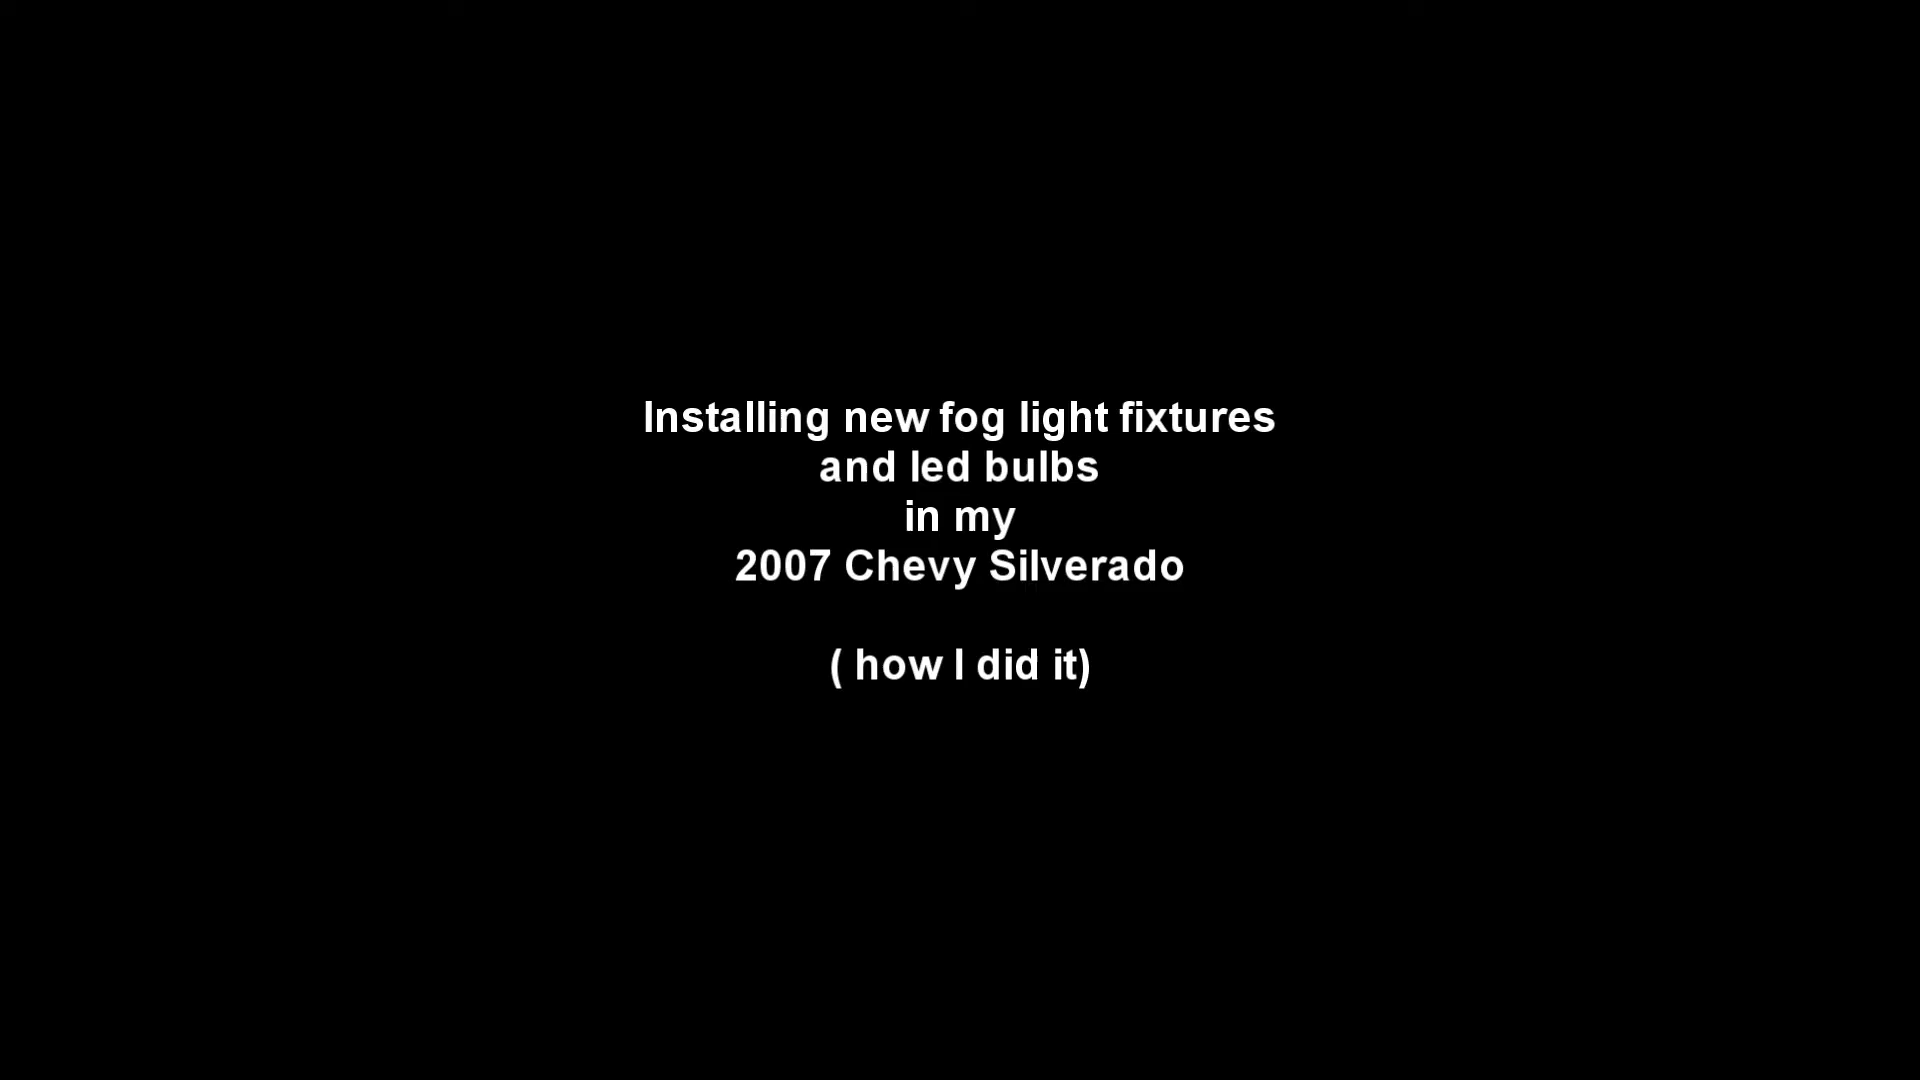 Installing new fog light fixtures
and led bulbs
in my
2007 Chevy Silverado
( how I did it)